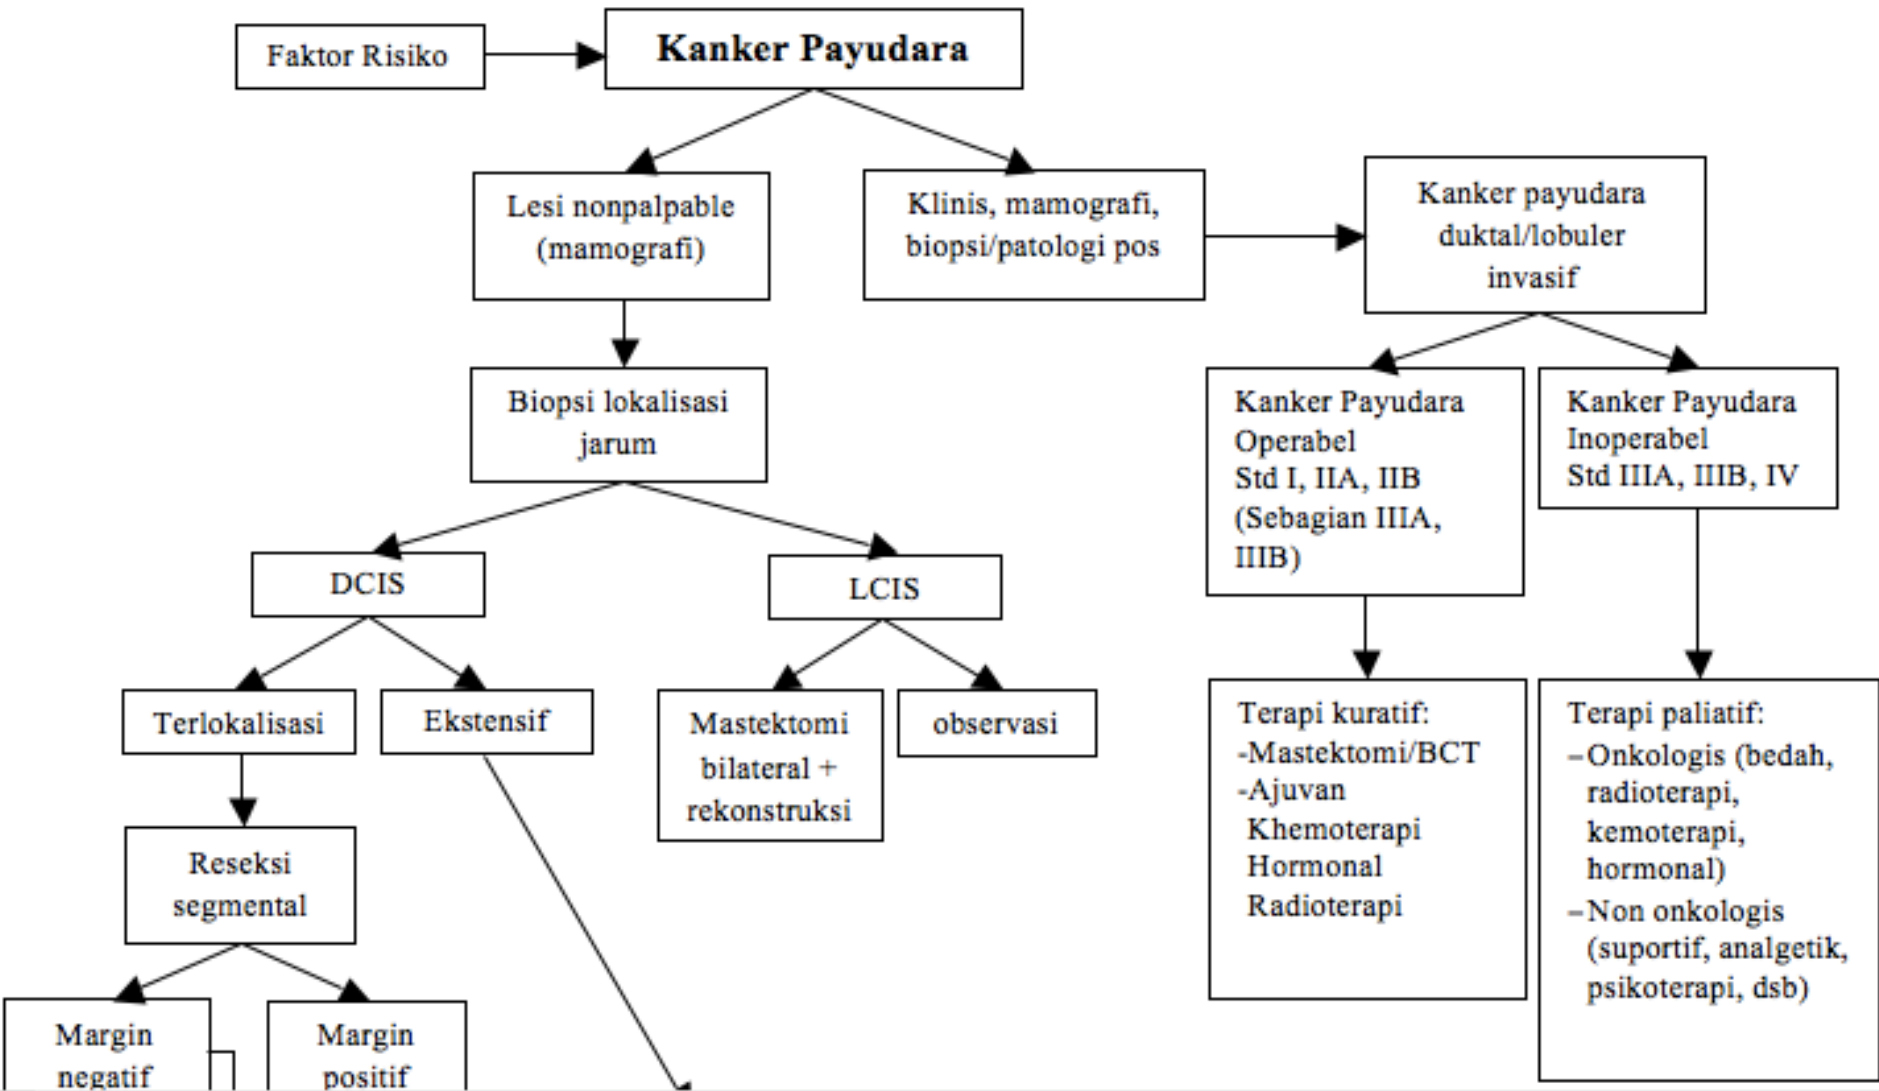 Faktor Risiko
Kanker Payudara
Lesi nonpalpable
(mamografi)
Klinis, mamografi,
biopsi/patologi pos
Kanker payudara
duktal/lobuler
invasif
Biopsi lokalisasi
jarum
Kanker Payudara
Operabel
Std I, IIA, IIB
(Sebagian IIIA,
IIIB)
Kanker Payudara
Inoperabel
Std IIIA, IIIB, IV
DCIS
LCIS
Terlokalisasi
Ekstensif
Mastektomi
bilateral +
rekonstruksi
observasi
Terapi kuratif:
-Mastektomi/BCT
-Ajuvan
Khemoterapi
Hormonal
Radioterapi
Terapi paliatif:
–Onkologis (bedah,
radioterapi,
kemoterapi,
hormonal)
–Non onkologis
(suportif, analgetik,
psikoterapi, dsb)
Reseksi
segmental
Margin
negatif
Margin
positif